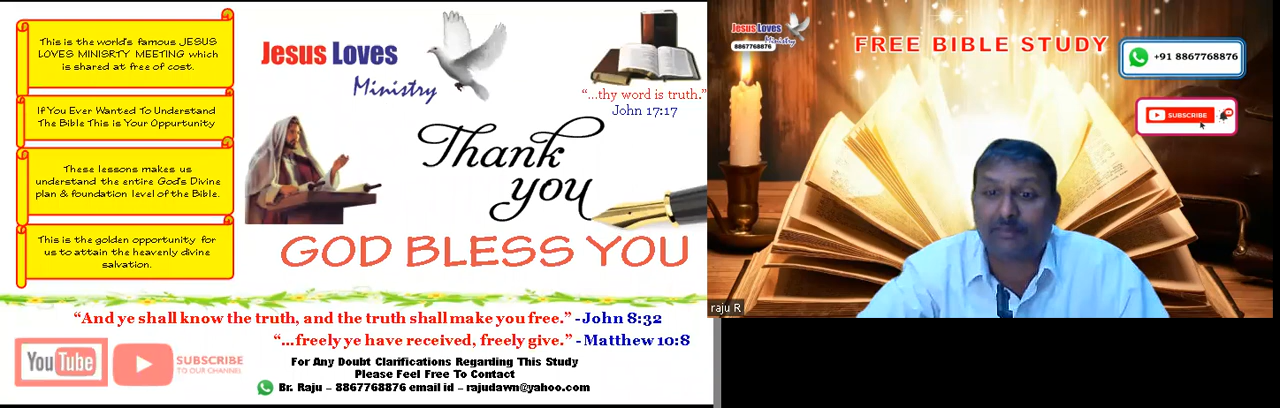 This is the world's famous JESUS
LOVES MINISRTY MEETING which
is shared at free of cost.
If You Ever Wanted To Understand
The Bible This is Your Oppurtunity
These lessons makes us
understand the entire God's Divine
plan & foundation level of the Bible.
This is the golden opportunity for
us to attain the heavenly divine
salvation.
Jesus Loves
Ministry
"...thy word is truth."
John 17:17
Thank
you
GOD BLESS YOU
"And ye shall know the truth, and the truth shall make you free." - John 8:32
"...freely ye have received, freely give." - Matthew 10:8
YouTube
SUBSCRIBE
TO OUR CHANNEL
For Any Doubt Clarifications Regarding This Study
Please Feel Free To Contact
Br. Raju - 8867768876 email id - rajudawn@yahoo.com
Jesus Loves
Ministry
8867768876
FREE BIBLE STUDY
+91 8867768876
SUBSCRIBE
raju R